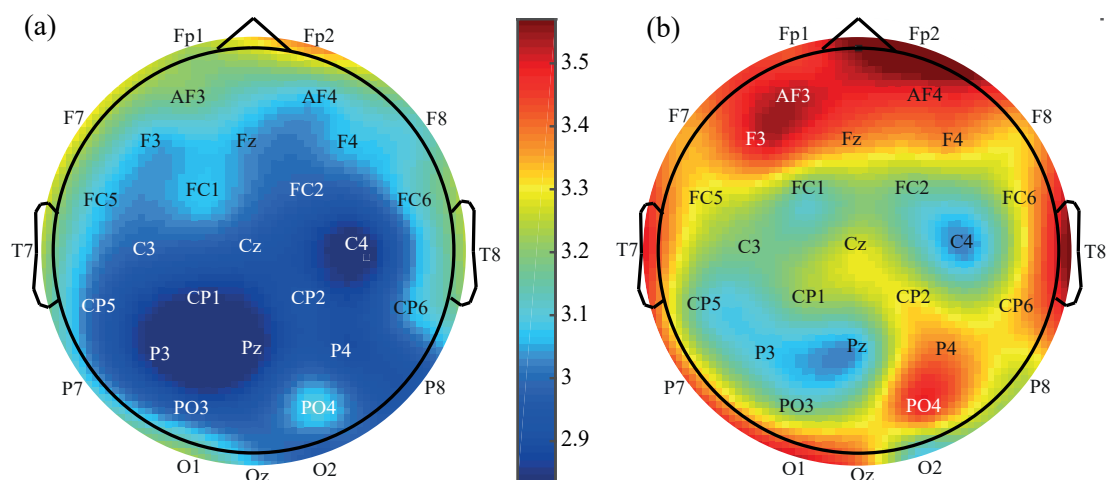 (a)
Fp1 Fp2
AF3 AF4
F7 F8
F3 Fz F4
FC5 FC1 FC2 FC6
T7 C3 Cz C4 T8
CP5 CP1 CP2 CP6
P3 Pz P4
P7 P8
PO3 PO4
O1 Oz O2
3.5
3.4
3.3
3.2
3.1
3
2.9
(b)
Fp1 Fp2
AF3 AF4
F7 F8
F3 Fz F4
FC5 FC1 FC2 FC6
T7 C3 Cz C4 T8
CP5 CP1 CP2 CP6
P3 Pz P4
P7 P8
PO3 PO4
O1 Oz O2